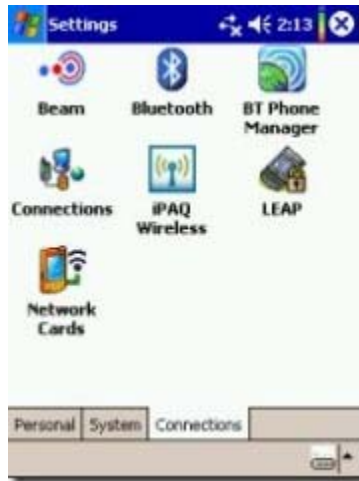 Settings 2:13
Beam Bluetooth BT Phone
Manager
Connections iPAQ LEAP
Wireless
Network
Cards
Personal System Connections